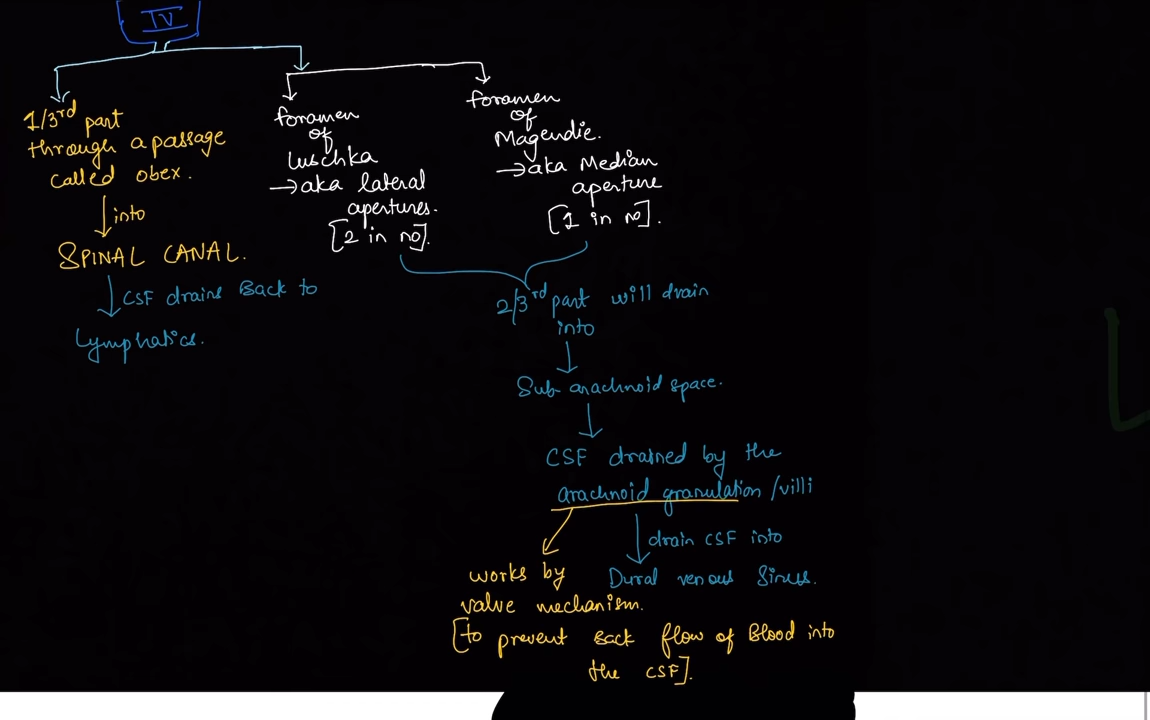 IV
1/3rd part
through a passage
called obex.
into
SPINAL CANAL.
CSF drains Back to
Lymphatics.
foramen
of
Luschka
→aka lateral
apertures.
[2 in no].
foramen
of
Magendie.
→aka Median
aperture
[1 in no].
2/3rd part will drain
into
Sub arachnoid space.
CSF drained by the
arachnoid granulation /villi
drain CSF into
Dural venous Sinus.
works by
valve mechanism.
[to prevent Back flow of Blood into
the CSF].